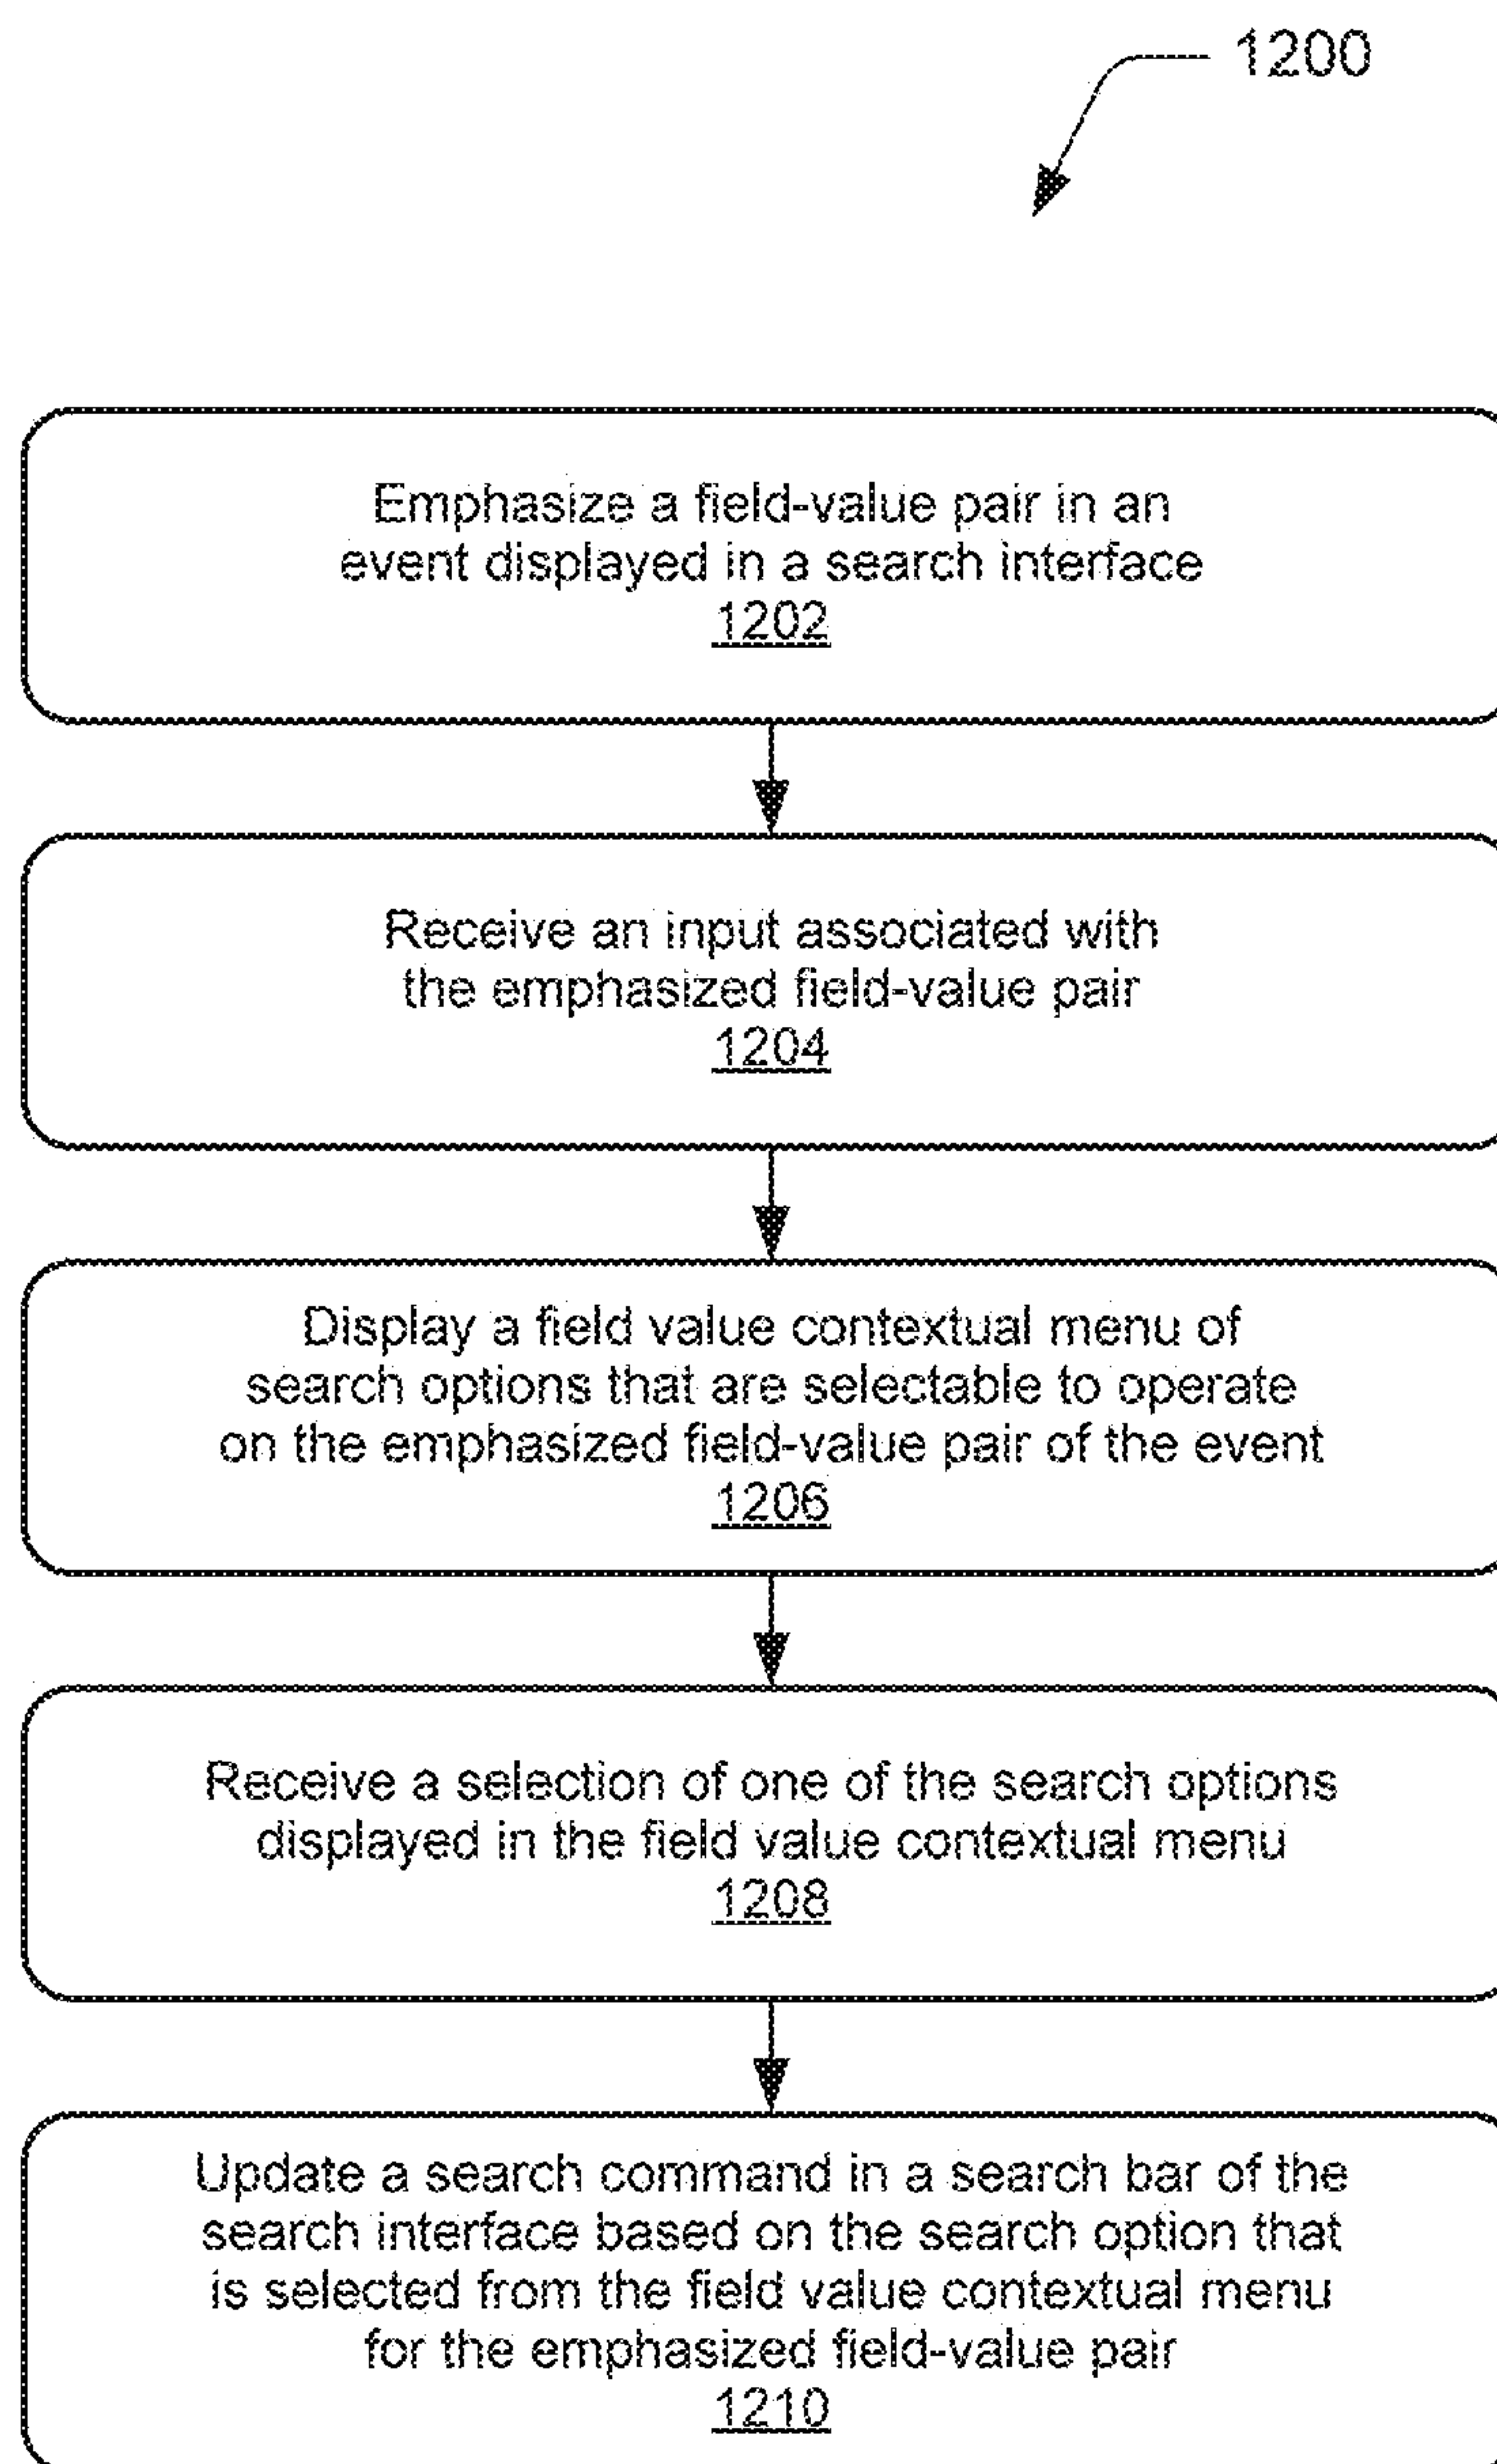 1200
Emphasize a field-value pair in an
event displayed in a search interface
1202
Receive an input associated with
the emphasized field-value pair
1204
Display a field value contextual menu of
search options that are selectable to operate
on the emphasized field-value pair of the event
1206
Receive a selection of one of the search options
displayed in the field value contextual menu
1208
Update a search command in a search bar of the
search interface based on the search option that
is selected from the field value contextual menu
for the emphasized field-value pair
1210